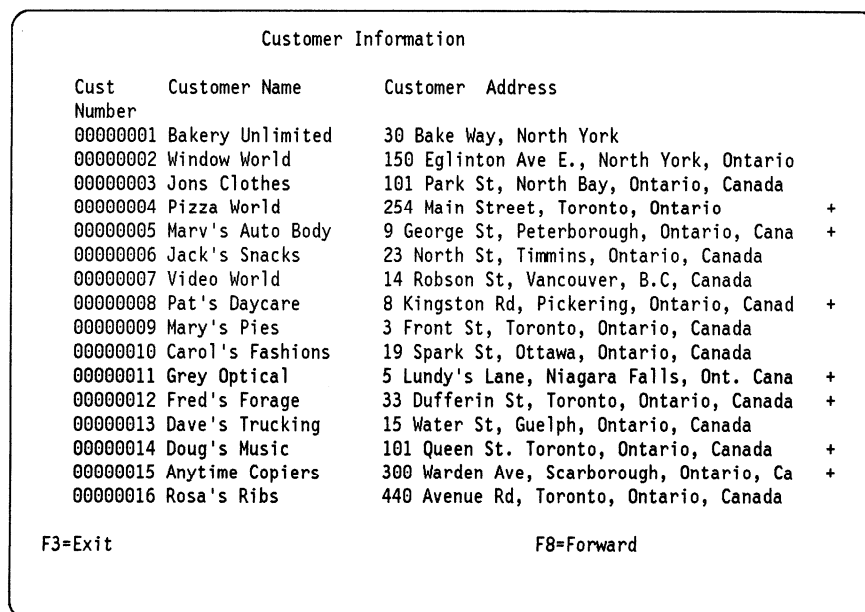 Customer Information
Cust Customer Name Customer Address
Number
00000001 Bakery Unlimited 30 Bake Way, North York
00000002 Window World 150 Eglinton Ave E., North York, Ontario
00000003 Jons Clothes 101 Park St, North Bay, Ontario, Canada
00000004 Pizza World 254 Main Street, Toronto, Ontario +
00000005 Marv's Auto Body 9 George St, Peterborough, Ontario, Cana +
00000006 Jack's Snacks 23 North St, Timmins, Ontario, Canada
00000007 Video World 14 Robson St, Vancouver, B.C, Canada
00000008 Pat's Daycare 8 Kingston Rd, Pickering, Ontario, Canad +
00000009 Mary's Pies 3 Front St, Toronto, Ontario, Canada
00000010 Carol's Fashions 19 Spark St, Ottawa, Ontario, Canada
00000011 Grey Optical 5 Lundy's Lane, Niagara Falls, Ont. Cana +
00000012 Fred's Forage 33 Dufferin St, Toronto, Ontario, Canada +
00000013 Dave's Trucking 15 Water St, Guelph, Ontario, Canada
00000014 Doug's Music 101 Queen St. Toronto, Ontario, Canada +
00000015 Anytime Copiers 300 Warden Ave, Scarborough, Ontario, Ca +
00000016 Rosa's Ribs 440 Avenue Rd, Toronto, Ontario, Canada
F3=Exit F8=Forward